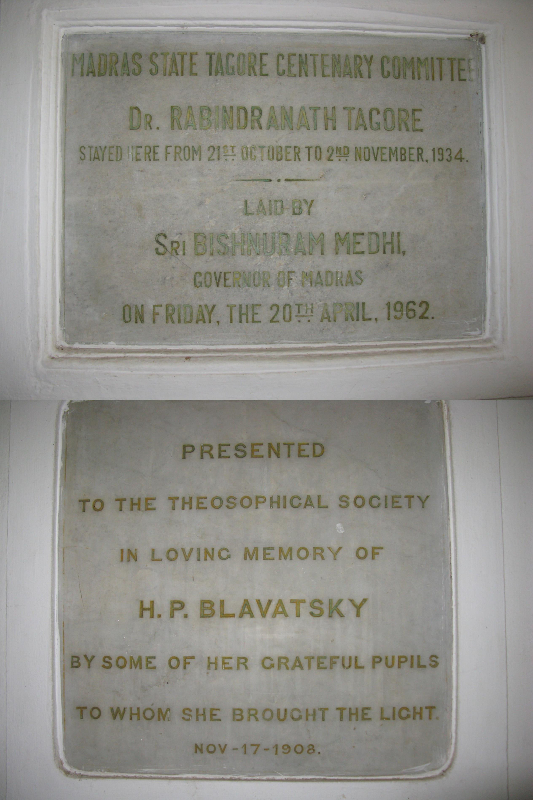 MADRAS STATE TAGORE CENTENARY COMMITTEE
DR. RABINDRANATH TAGORE
STAYED HERE FROM 21ST OCTOBER TO 2ND NOVEMBER, 1934.
LAID BY
SRI BISHNURAM MEDHI,
GOVERNOR OF MADRAS
ON FRIDAY, THE 20TH APRIL, 1962.
PRESENTED
TO THE THEOSOPHICAL SOCIETY
IN LOVING MEMORY OF
H. P. BLAVATSKY
BY SOME OF HER GRATEFUL PUPILS
TO WHOM SHE BROUGHT THE LIGHT.
NOV-17-1908.